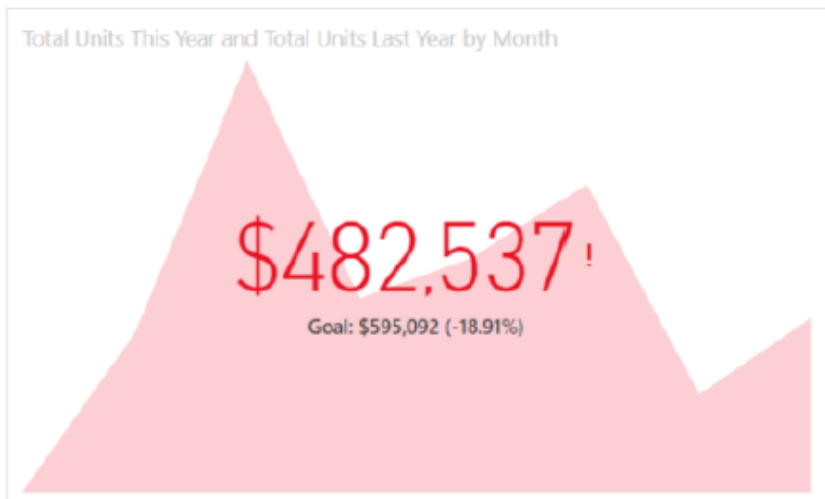 Total Units This Year and Total Units Last Year by Month
$482,537!
Goal: $595,092 (-18.91%)